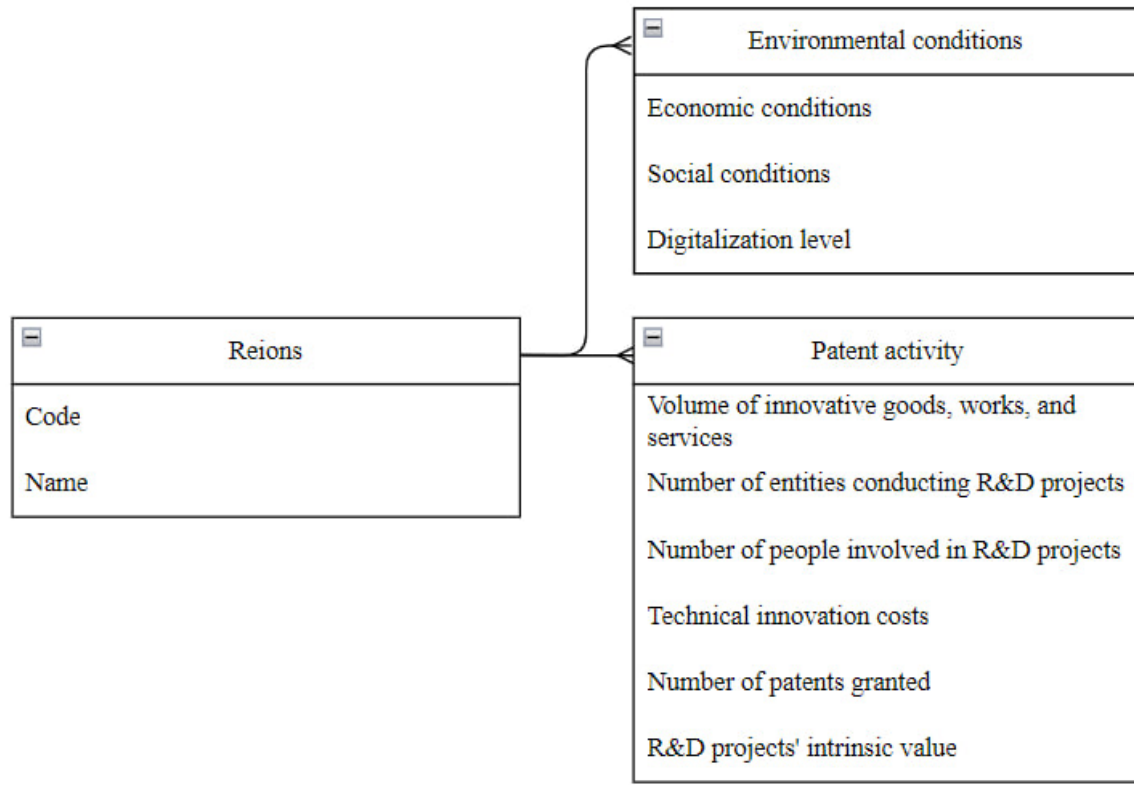 Environmental conditions
Economic conditions
Social conditions
Digitalization level
Reions
Code
Name
Patent activity
Volume of innovative goods, works, and
services
Number of entities conducting R&D projects
Number of people involved in R&D projects
Technical innovation costs
Number of patents granted
R&D projects' intrinsic value